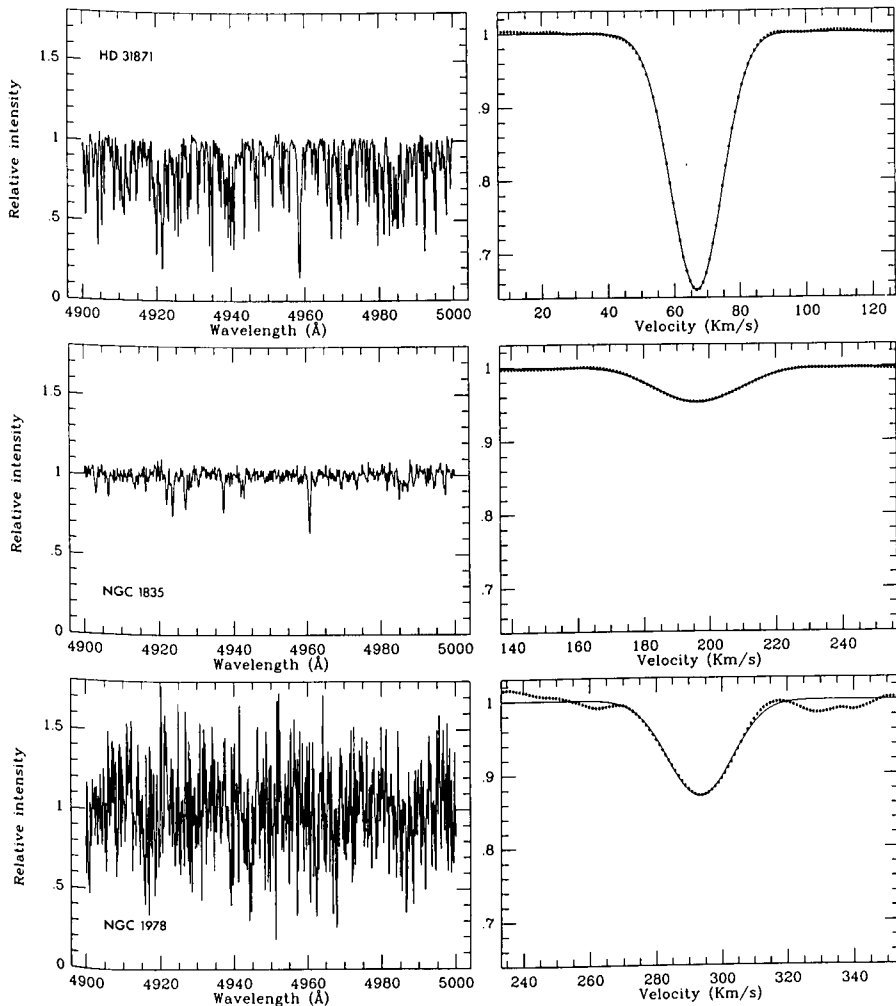 Relative intensity
1.5
1
.5
0
HD 31871
4900 4920 4940 4960 4980 5000
Wavelength (Å)
1
.9
.8
.7
20 40 60 80 100 120
Velocity (Km/s)
Relative intensity
1.5
1
.5
0
NGC 1835
4900 4920 4940 4960 4980 5000
Wavelength (Å)
1
.9
.8
.7
140 160 180 200 220 240
Velocity (Km/s)
Relative intensity
1.5
1
.5
0
NGC 1978
4900 4920 4940 4960 4980 5000
Wavelength (Å)
1
.9
.8
.7
240 260 280 300 320 340
Velocity (Km/s)